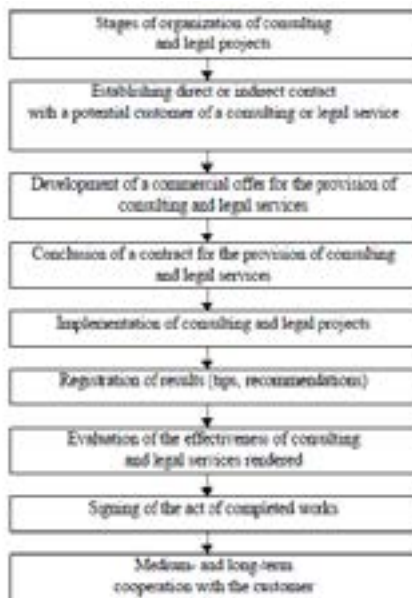 Stages of organization of consulting
and legal projects
Establishing direct or indirect contact
with a potential customer of a consulting or legal service
Development of a commercial offer for the provision of
consulting and legal services
Conclusion of a contract for the provision of consulting
and legal services
Implementation of consulting and legal projects
Registration of results (tips, recommendations)
Evaluation of the effectiveness of consulting
and legal services rendered
Signing of the act of completed works
Medium- and long-term
cooperation with the customer